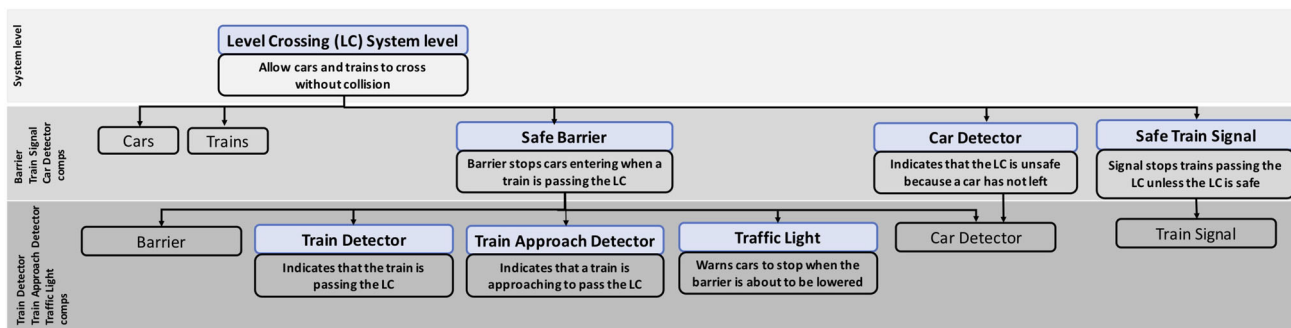 System level
Level Crossing (LC) System level
Allow cars and trains to cross
without collision
Barrier
Train Signal
Car Detector
comps
Cars
Trains
Safe Barrier
Barrier stops cars entering when a
train is passing the LC
Car Detector
Indicates that the LC is unsafe
because a car has not left
Safe Train Signal
Signal stops trains passing the
LC unless the LC is safe
Train Detector
Train Approach Detector
Traffic Light
comps
Barrier
Train Detector
Indicates that the train is
passing the LC
Train Approach Detector
Indicates that a train is
approaching to pass the LC
Traffic Light
Warns cars to stop when the
barrier is about to be lowered
Car Detector
Train Signal